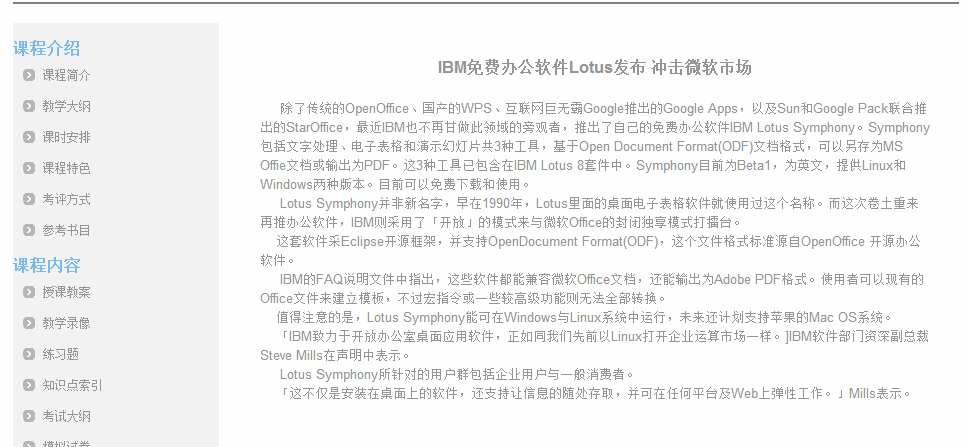 课程介绍
课程简介
教学大纲
课时安排
课程特色
考评方式
参考书目
课程内容
授课教案
教学录像
练习题
知识点索引
考试大纲
模拟试卷
IBM免费办公软件Lotus发布 冲击微软市场
除了传统的OpenOffice、国产的WPS、互联网巨无霸Google推出的Google Apps，以及Sun和Google Pack联合推
出的StarOffice，最近IBM也不再甘做此领域的旁观者，推出了自己的免费办公软件IBM Lotus Symphony。Symphony
包括文字处理、电子表格和演示幻灯片共3种工具，基于Open Document Format(ODF)文档格式，可以另存为MS
Offie文档或输出为PDF。这3种工具已包含在IBM Lotus 8套件中。Symphony目前为Beta1，为英文，提供Linux和
Windows两种版本。目前可以免费下载和使用。
Lotus Symphony并非新名字，早在1990年，Lotus里面的桌面电子表格软件就使用过这个名称。而这次卷土重来
再推办公软件，IBM则采用了「开放」的模式来与微软Office的封闭独享模式打擂台。
这套软件采Eclipse开源框架，并支持OpenDocument Format(ODF)，这个文件格式标准源自OpenOffice 开源办公
软件。
IBM的FAQ说明文件中指出，这些软件都能兼容微软Office文档，还能输出为Adobe PDF格式。使用者可以现有的
Office文件来建立模板，不过宏指令或一些较高级功能则无法全部转换。
值得注意的是，Lotus Symphony能可在Windows与Linux系统中运行，未来还计划支持苹果的Mac OS系统。
「IBM致力于开放办公室桌面应用软件，正如同我们先前以Linux打开企业运算市场一样。]IBM软件部门资深副总裁
Steve Mills在声明中表示。
Lotus Symphony所针对的用户群包括企业用户与一般消费者。
「这不仅是安装在桌面上的软件，还支持让信息的随处存取，并可在任何平台及Web上弹性工作。」Mills表示。